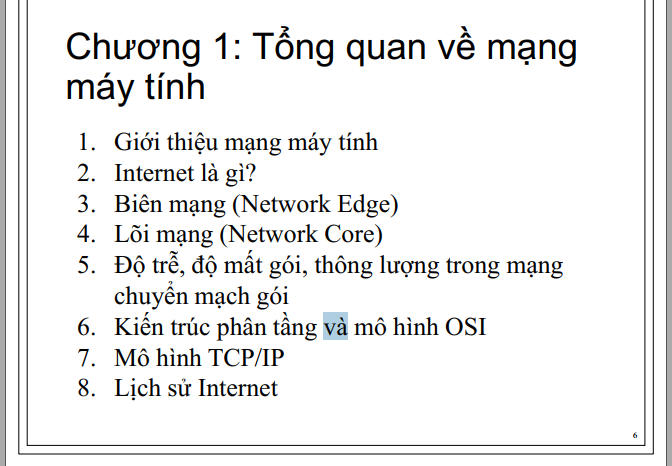 Chương 1: Tổng quan về mạng
máy tính
1. Giới thiệu mạng máy tính
2. Internet là gì?
3. Biên mạng (Network Edge)
4. Lõi mạng (Network Core)
5. Độ trễ, độ mất gói, thông lượng trong mạng
chuyển mạch gói
6. Kiến trúc phân tầng và mô hình OSI
7. Mô hình TCP/IP
8. Lịch sử Internet
6